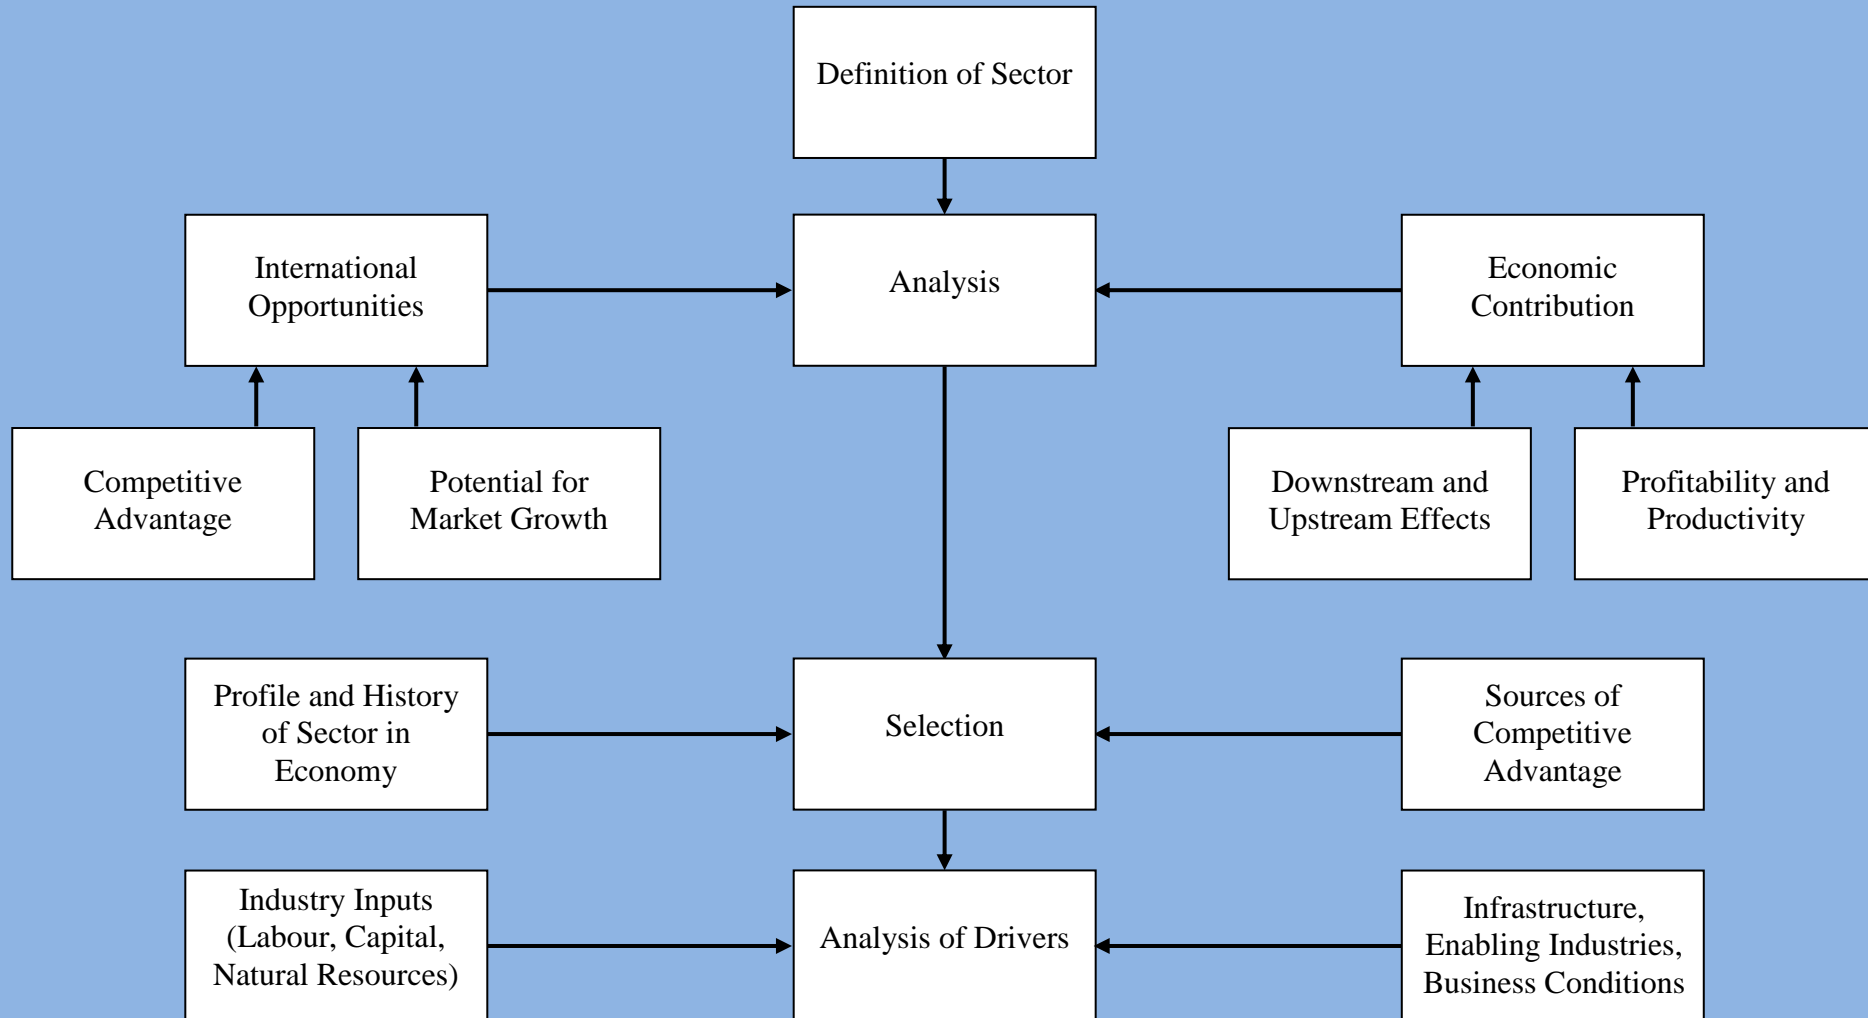 Definition of Sector
International
Opportunities
Analysis
Economic
Contribution
Competitive
Advantage
Potential for
Market Growth
Downstream and
Upstream Effects
Profitability and
Productivity
Profile and History
of Sector in
Economy
Selection
Sources of
Competitive
Advantage
Industry Inputs
(Labour, Capital,
Natural Resources)
Analysis of Drivers
Infrastructure,
Enabling Industries,
Business Conditions